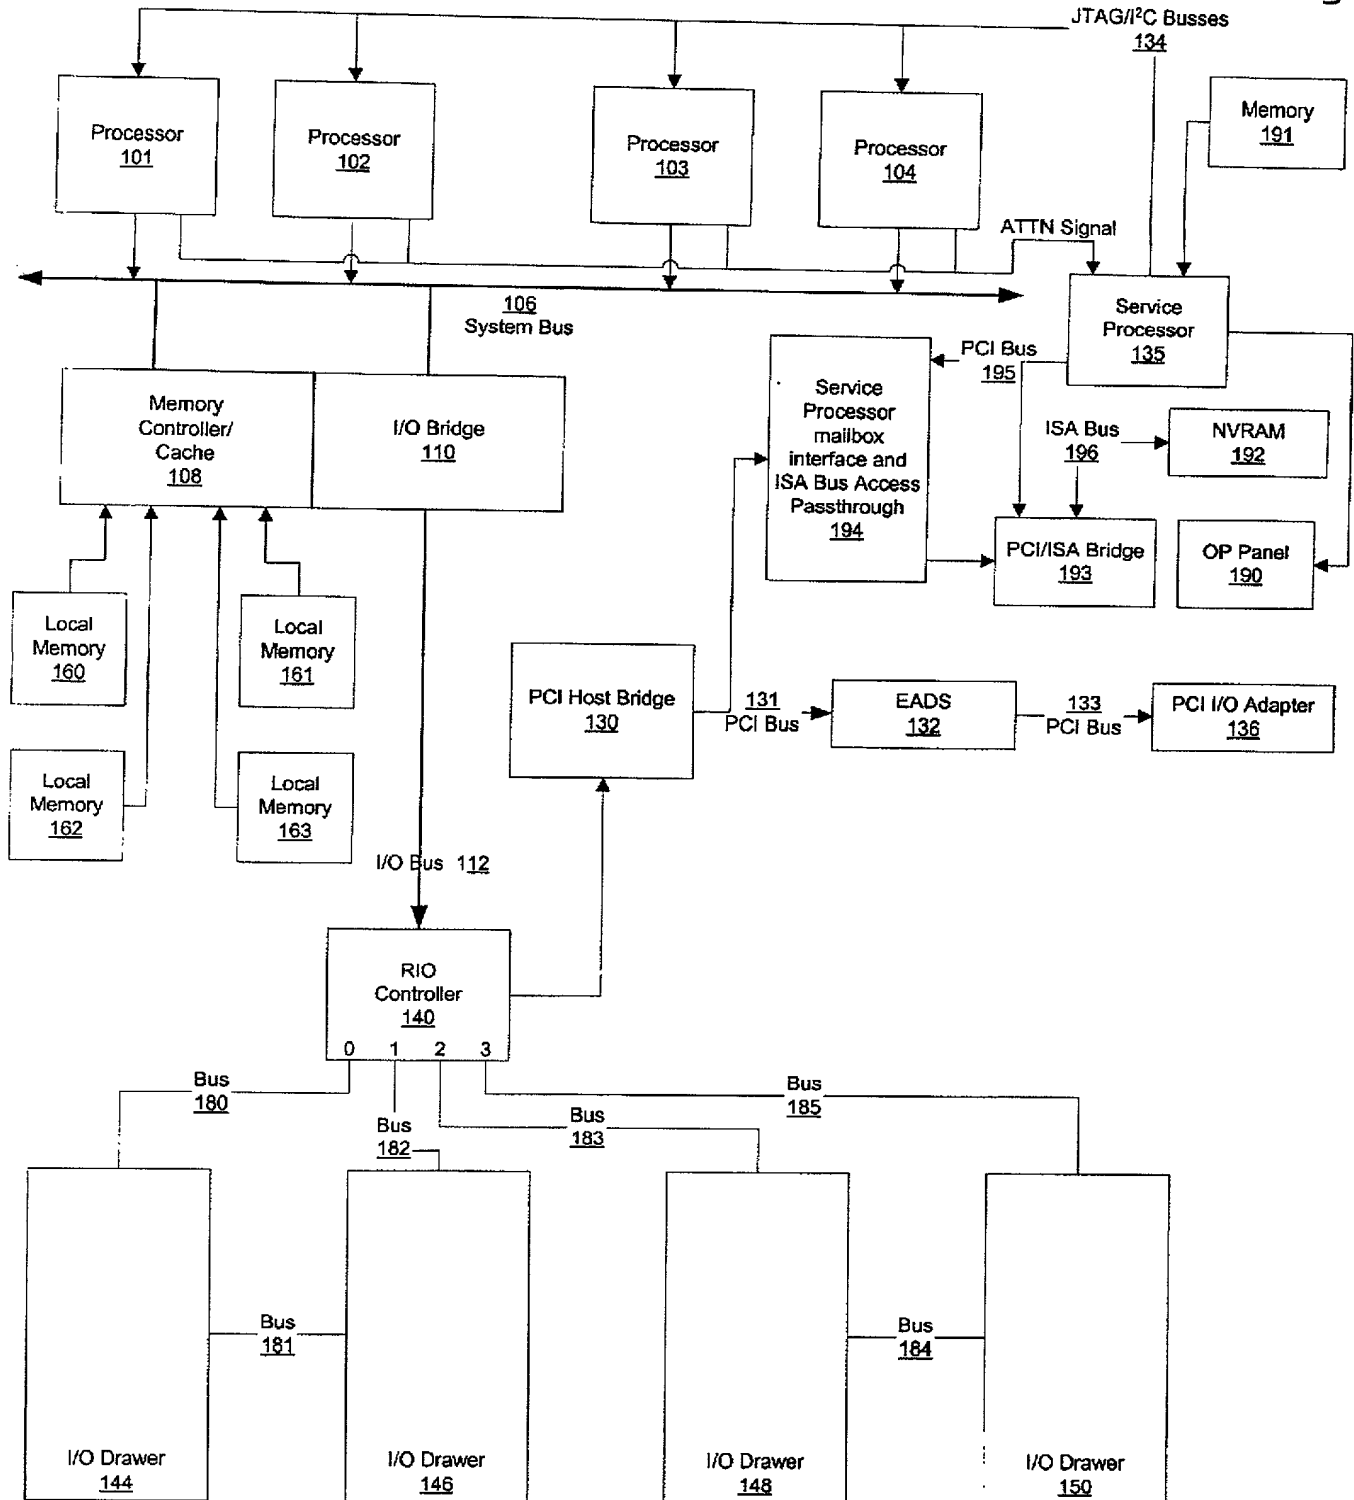 JTAG/I²C Busses
134
Processor
101
Processor
102
Processor
103
Processor
104
Memory
191
ATTN Signal
106
System Bus
Service
Processor
135
PCI Bus
195
Memory
Controller/
Cache
108
I/O Bridge
110
Service
Processor
mailbox
interface and
ISA Bus Access
Passthrough
194
ISA Bus
196
NVRAM
192
PCI/ISA Bridge
193
OP Panel
190
Local
Memory
160
Local
Memory
161
PCI Host Bridge
130
131
PCI Bus
EADS
132
133
PCI Bus
PCI I/O Adapter
136
Local
Memory
162
Local
Memory
163
I/O Bus 112
RIO
Controller
140
0 1 2 3
Bus
180
Bus
182
Bus
183
Bus
185
Bus
181
Bus
184
I/O Drawer
144
I/O Drawer
146
I/O Drawer
148
I/O Drawer
150